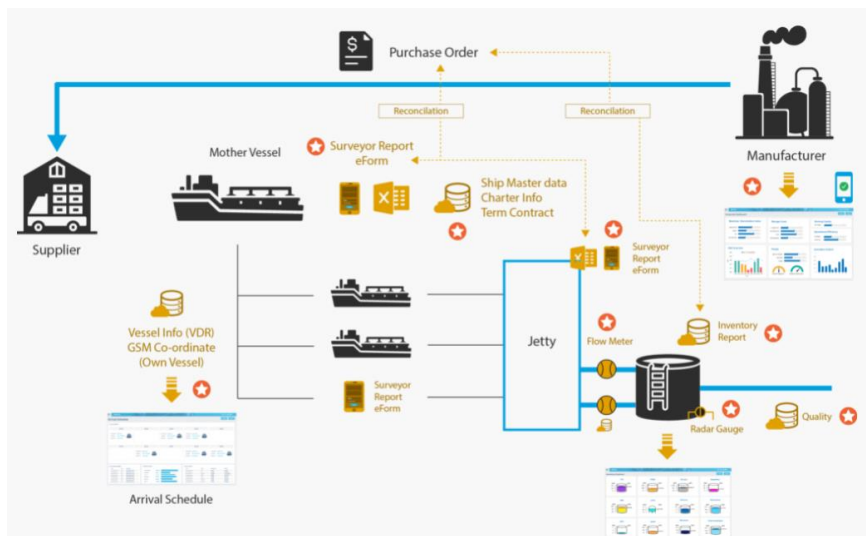 Purchase Order
Reconcilation
Reconcilation
Manufacturer
Supplier
Mother Vessel
Surveyor Report
eForm
Ship Master data
Charter Info
Term Contract
Surveyor
Report
eForm
Vessel Info (VDR)
GSM Co-ordinate
(Own Vessel)
Jetty
Flow Meter
Inventory
Report
Surveyor
Report
eForm
Radar Gauge
Quality
Arrival Schedule